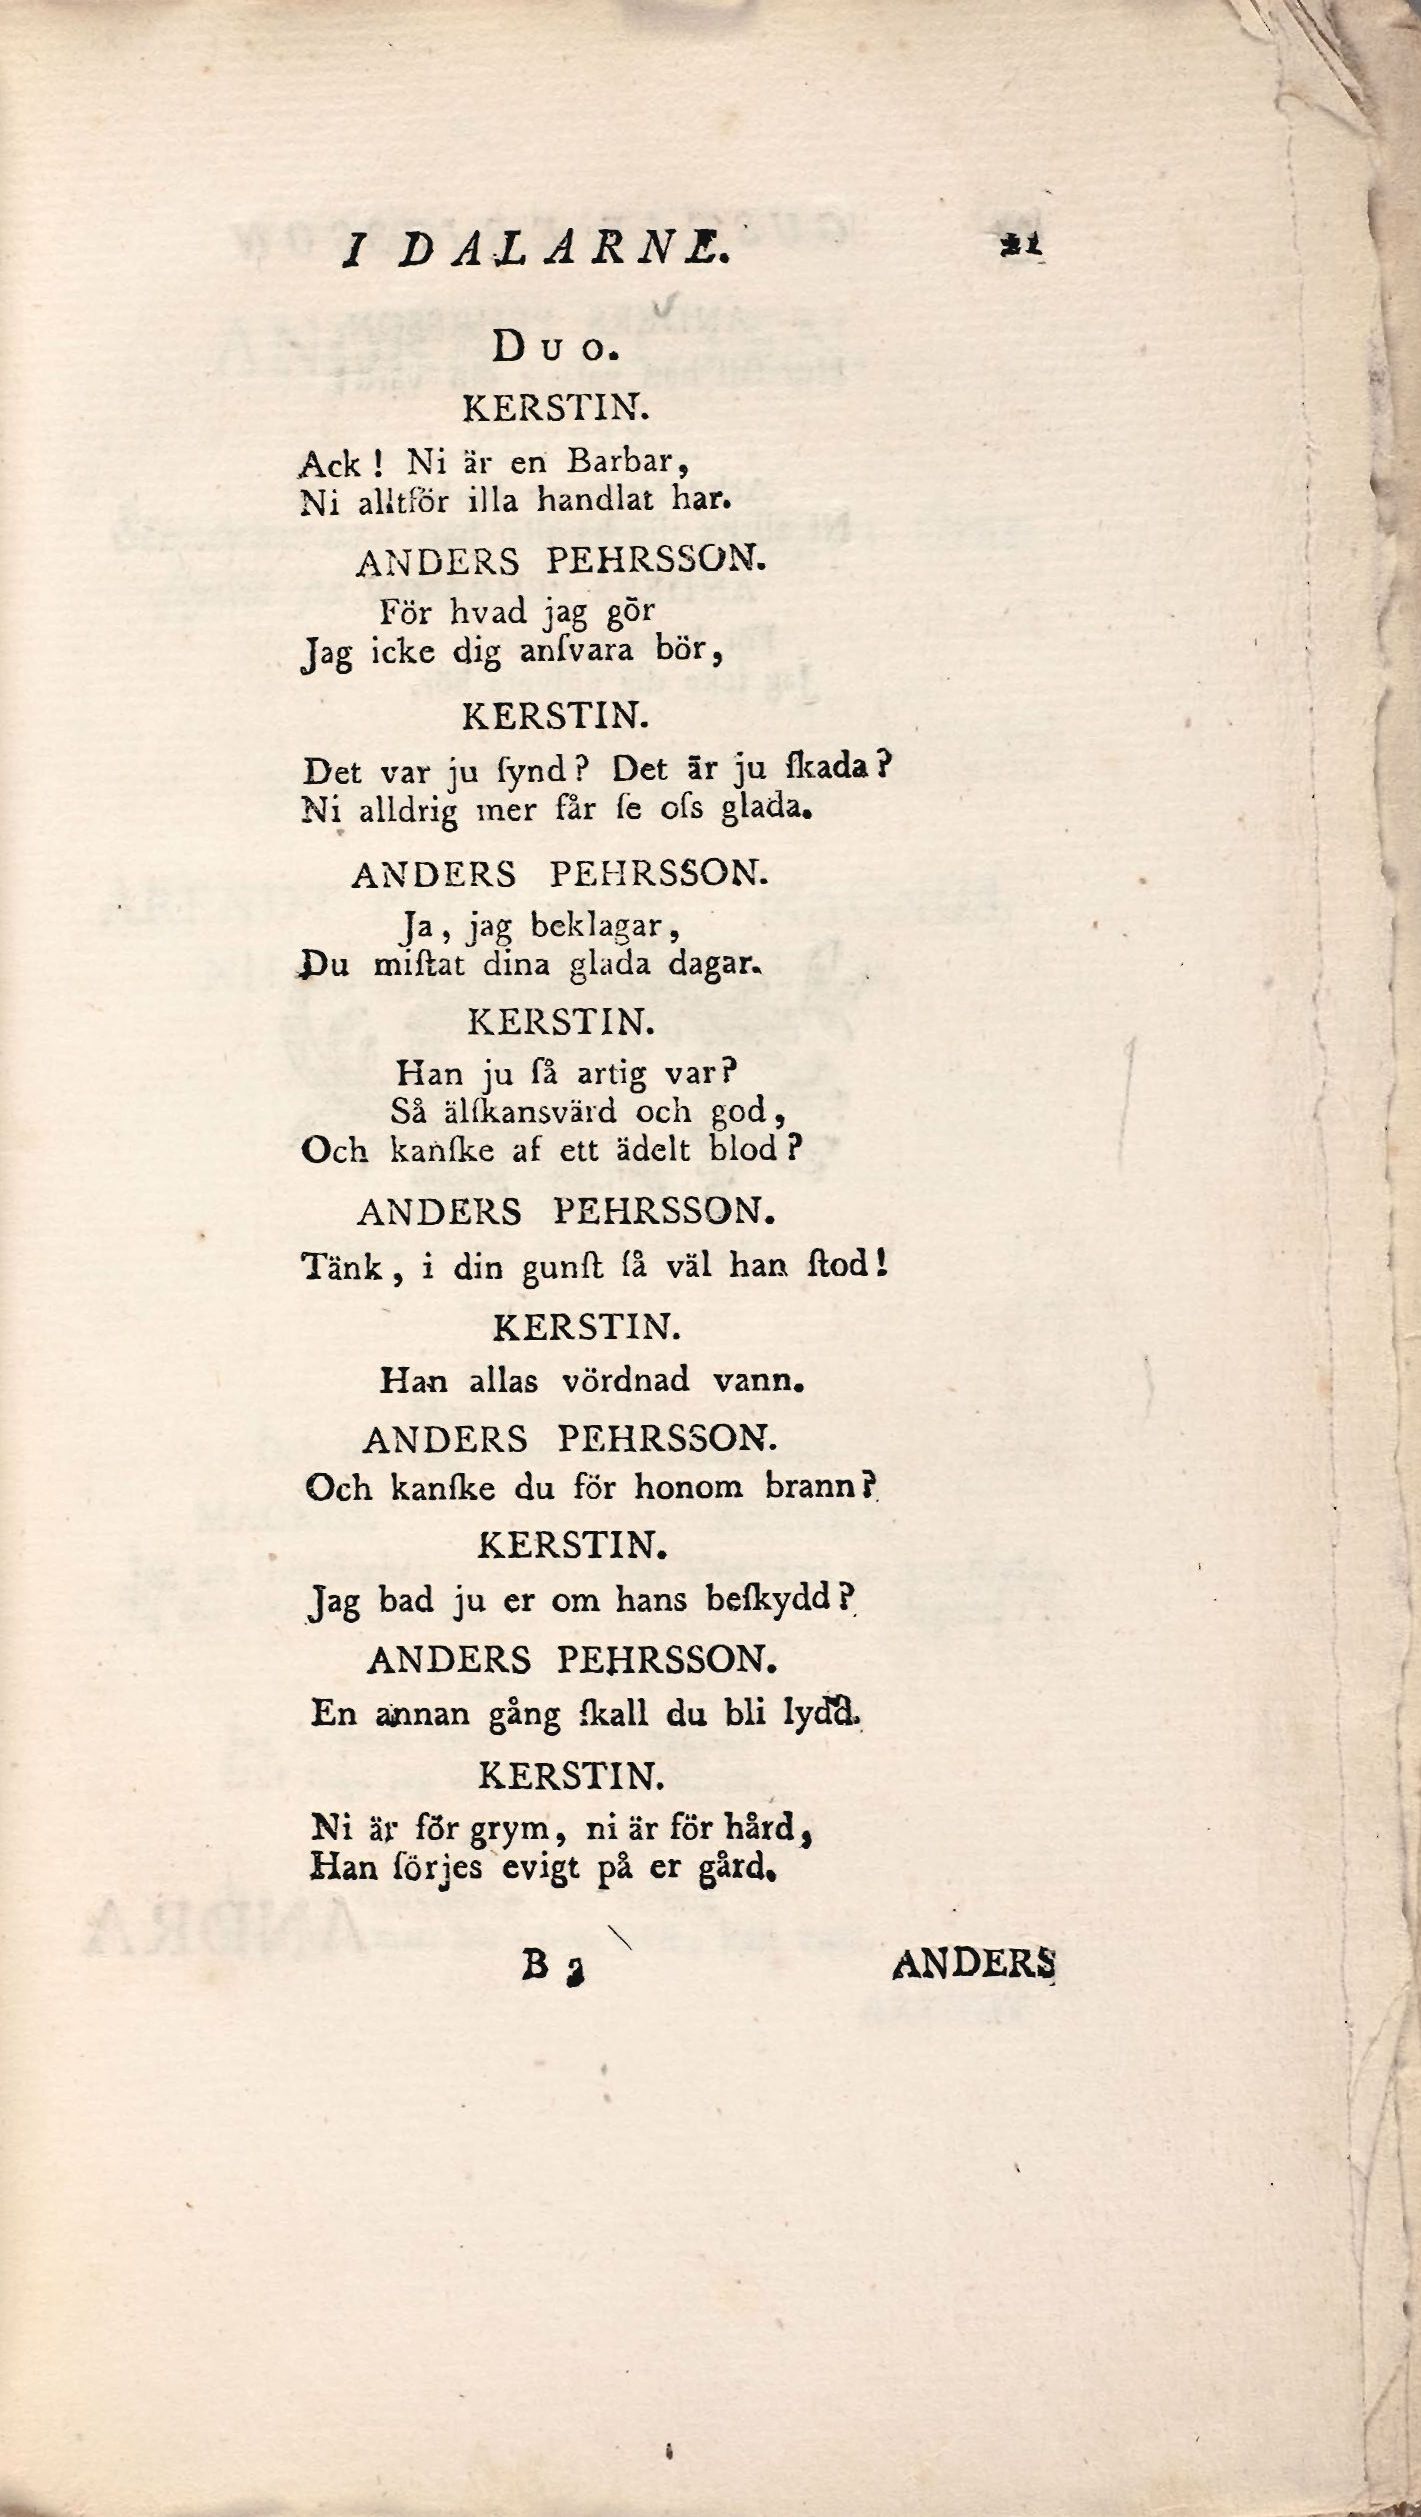 I DALARNE. 21
Duo.
KERSTIN.
Ack! Ni är en Barbar,
Ni alltför illa handlat har.
ANDERS PEHRSSON.
För hvad jag gör
Jag icke dig anſvara bör,
KERSTIN.
Det var ju ſynd? Det är ju ſkada?
Ni alldrig mer får ſe oſs glada.
ANDERS PEHRSSON.
Ja, jag beklagar,
Du miſtat dina glada dagar.
KERSTIN.
Han ju ſå artig var?
Så älſkansvärd och god,
Och kanſke af ett ädelt blod?
ANDERS PEHRSSON.
Tänk, i din gunſt ſå väl han ſtod!
KERSTIN.
Han allas vördnad vann.
ANDERS PEHRSSON.
Och kanſke du för honom brann?
KERSTIN.
Jag bad ju er om hans beſkydd?
ANDERS PEHRSSON.
En annan gång ſkall du bli lydd.
KERSTIN.
Ni är för grym, ni är för hård,
Han ſörjes evigt på er gård.
B 3 ANDERS